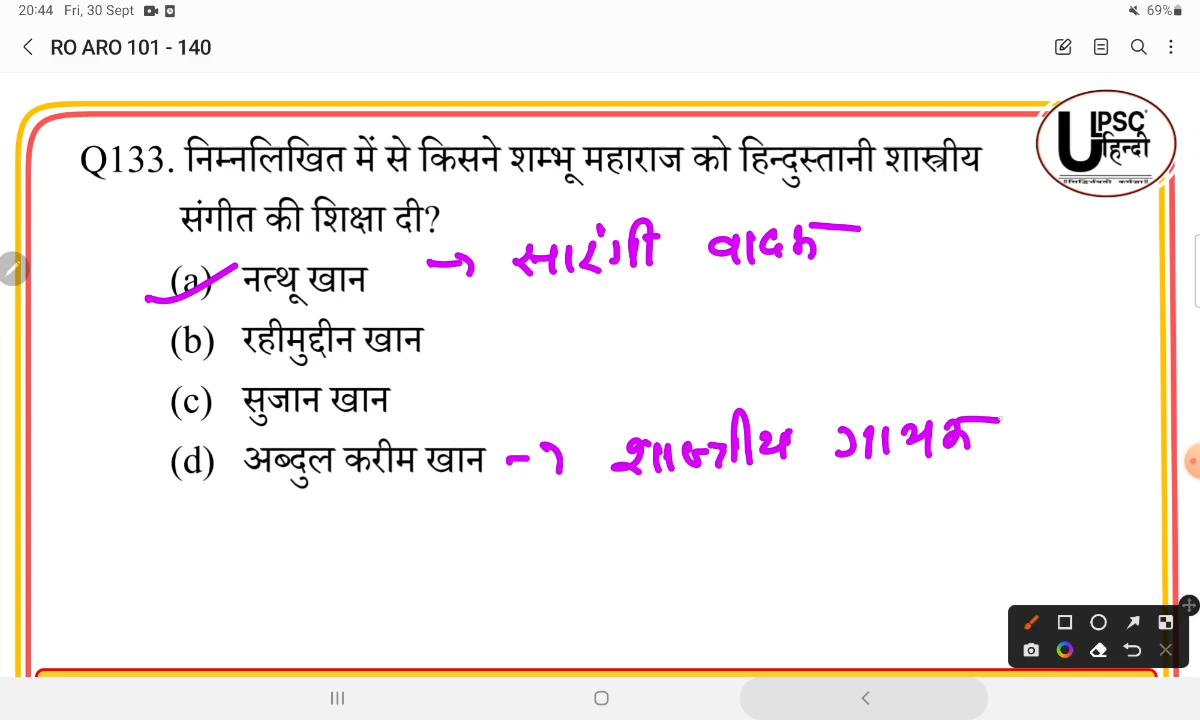 20:44 Fri, 30 Sept 69%
RO ARO 101 - 140
UPSC
हिन्दी
Q133. निम्नलिखित में से किसने शम्भू महाराज को हिन्दुस्तानी शास्त्रीय
संगीत की शिक्षा दी?
(a) नत्थू खान → सारंगी वादक
(b) रहीमुद्दीन खान
(c) सुजान खान
(d) अब्दुल करीम खान → शास्त्रीय गायक